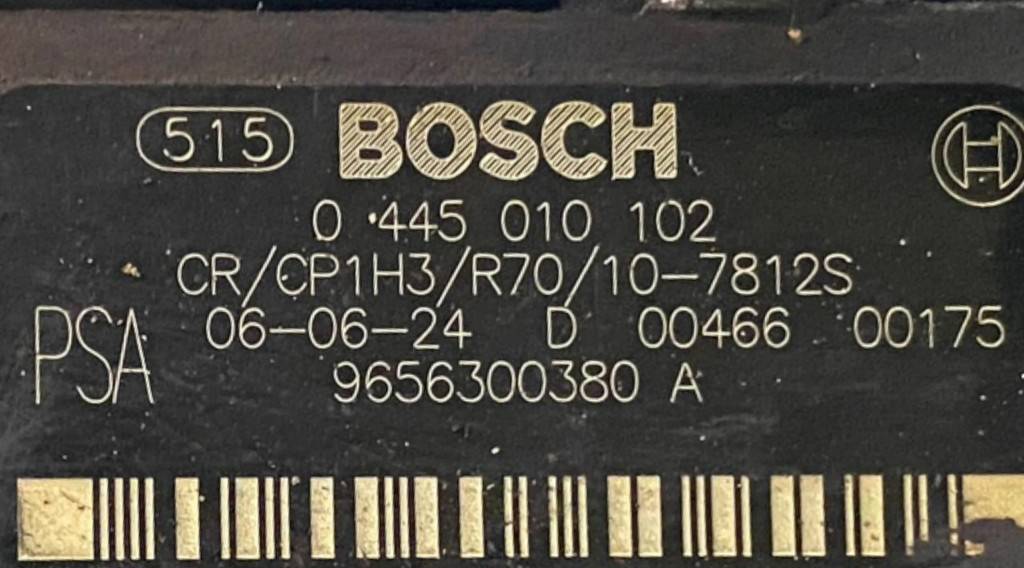 515 BOSCH
0 445 010 102
CR/CP1H3/R70/10-7812S
PSA 06-06-24 D 00466 00175
9656300380 A